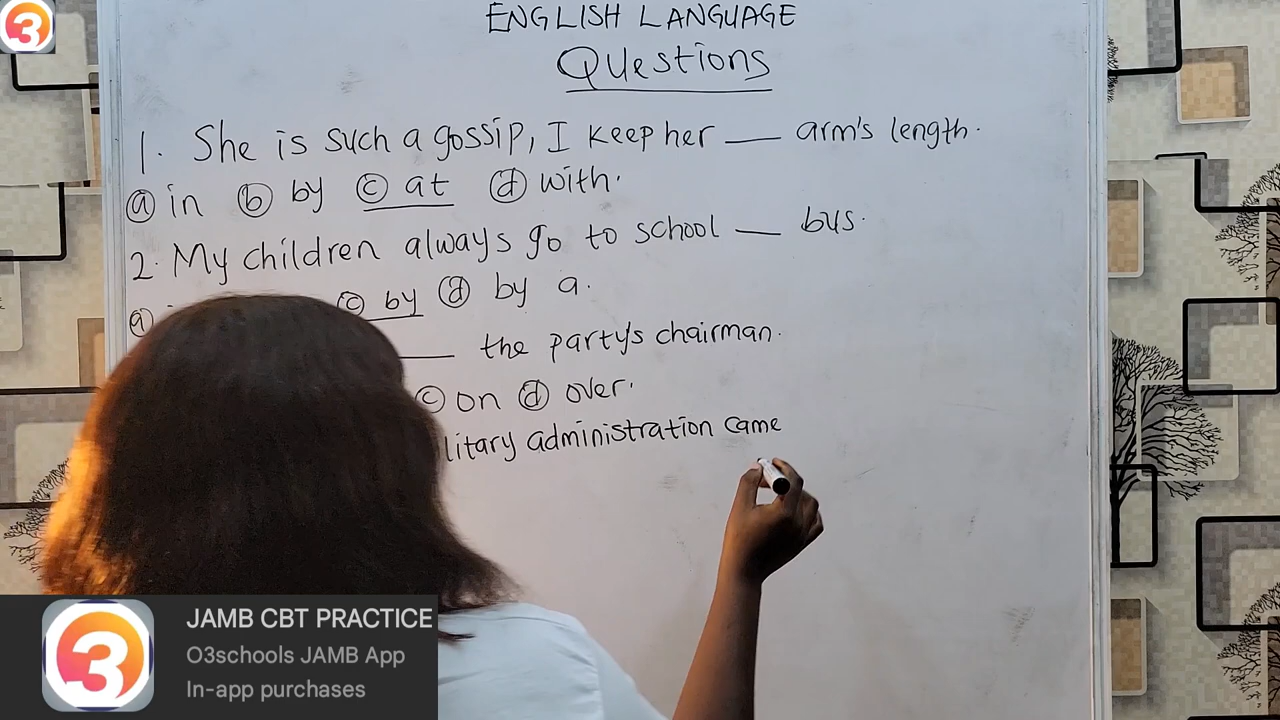 3
ENGLISH LANGUAGE
Questions
1. She is such a gossip, I keep her ___ arm's length.
ⓐ in ⓑ by ⓒ at ⓓ with.
2. My children always go to school ___ bus.
ⓐ ⓒ by ⓓ by a.
___ the party's chairman.
ⓒ on ⓓ over.
administration came
3
JAMB CBT PRACTICE
O3schools JAMB App
In-app purchases